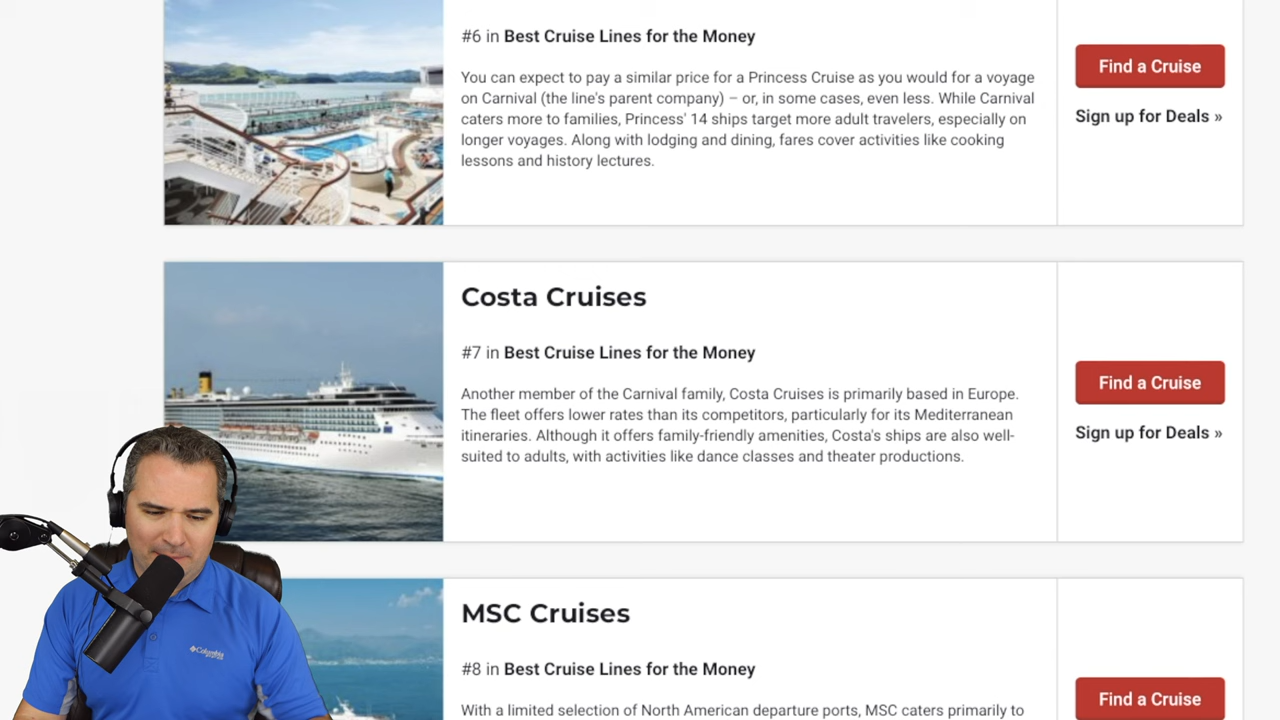 #6 in Best Cruise Lines for the Money
You can expect to pay a similar price for a Princess Cruise as you would for a voyage
on Carnival (the line's parent company) – or, in some cases, even less. While Carnival
caters more to families, Princess' 14 ships target more adult travelers, especially on
longer voyages. Along with lodging and dining, fares cover activities like cooking
lessons and history lectures.
Find a Cruise
Sign up for Deals »
Costa Cruises
#7 in Best Cruise Lines for the Money
Another member of the Carnival family, Costa Cruises is primarily based in Europe.
The fleet offers lower rates than its competitors, particularly for its Mediterranean
itineraries. Although it offers family-friendly amenities, Costa's ships are also well-
suited to adults, with activities like dance classes and theater productions.
Find a Cruise
Sign up for Deals »
MSC Cruises
#8 in Best Cruise Lines for the Money
With a limited selection of North American departure ports, MSC caters primarily to
Find a Cruise
Columbia